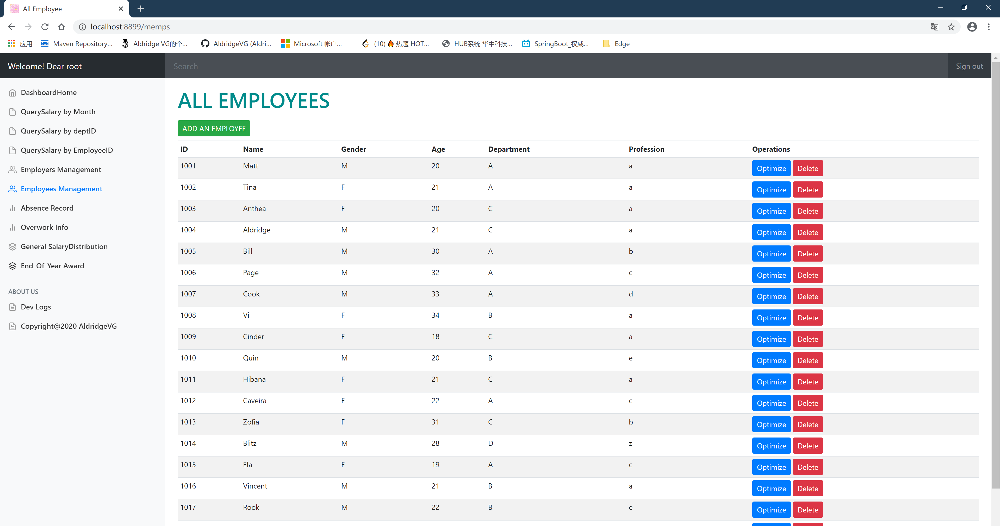 All Employee
localhost:8899/memps
应用 Maven Repository... Aldridge VG的个... AldridgeVG (Aldri... Microsoft 帐户... (10) 🔥 热题 HOT... HUB系统 华中科技... SpringBoot_权威... Edge
Welcome! Dear root Search Sign out
DashboardHome
QuerySalary by Month
QuerySalary by deptID
QuerySalary by EmployeeID
Employers Management
Employees Management
Absence Record
Overwork Info
General SalaryDistribution
End_Of_Year Award
ABOUT US
Dev Logs
Copyright@2020 AldridgeVG
ALL EMPLOYEES
ADD AN EMPLOYEE
ID Name Gender Age Department Profession Operations
1001 Matt M 20 A a Optimize Delete
1002 Tina F 21 A a Optimize Delete
1003 Anthea F 20 C a Optimize Delete
1004 Aldridge M 21 C a Optimize Delete
1005 Bill M 30 A b Optimize Delete
1006 Page M 32 A c Optimize Delete
1007 Cook M 33 A d Optimize Delete
1008 Vi F 34 B a Optimize Delete
1009 Cinder F 18 C a Optimize Delete
1010 Quin M 20 B e Optimize Delete
1011 Hibana F 21 C a Optimize Delete
1012 Caveira F 22 A c Optimize Delete
1013 Zofia F 31 C b Optimize Delete
1014 Blitz M 28 D z Optimize Delete
1015 Ela F 19 A c Optimize Delete
1016 Vincent M 21 B a Optimize Delete
1017 Rook M 22 B e Optimize Delete